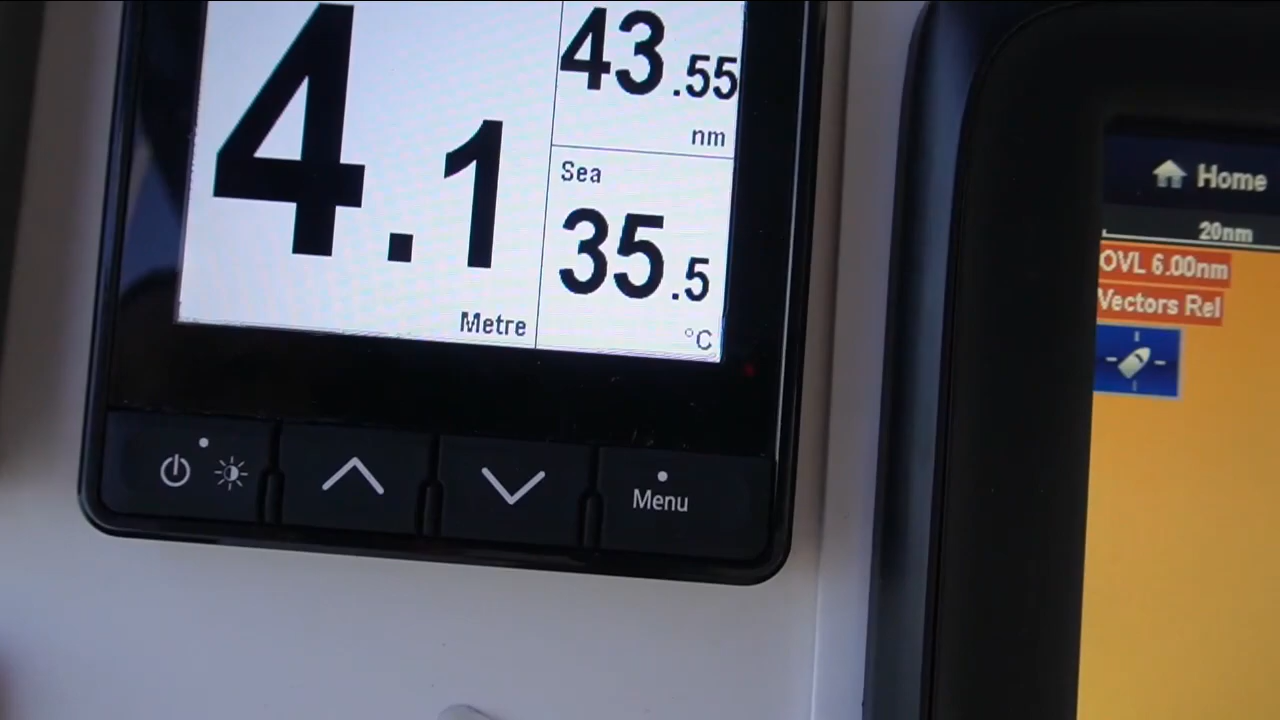 4.1
Metre
43.55
nm
Sea
35.5
°C
Menu
Home
20nm
OVL 6.00nm
Vectors Rel